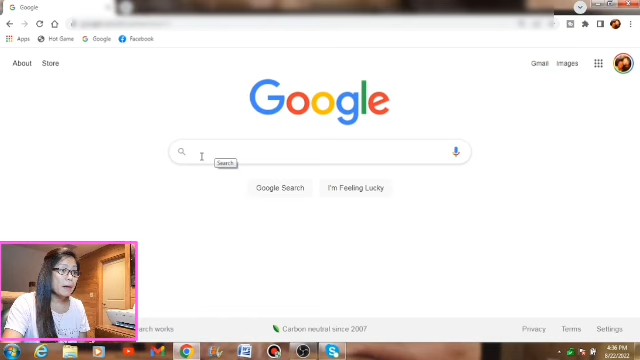 Google
Apps
Hot Game
Google
Facebook
About
Store
Gmail
Images
Google
Search
Google Search
I'm Feeling Lucky
earch works
Carbon neutral since 2007
Privacy
Terms
Settings
4:36 PM
8/22/2022